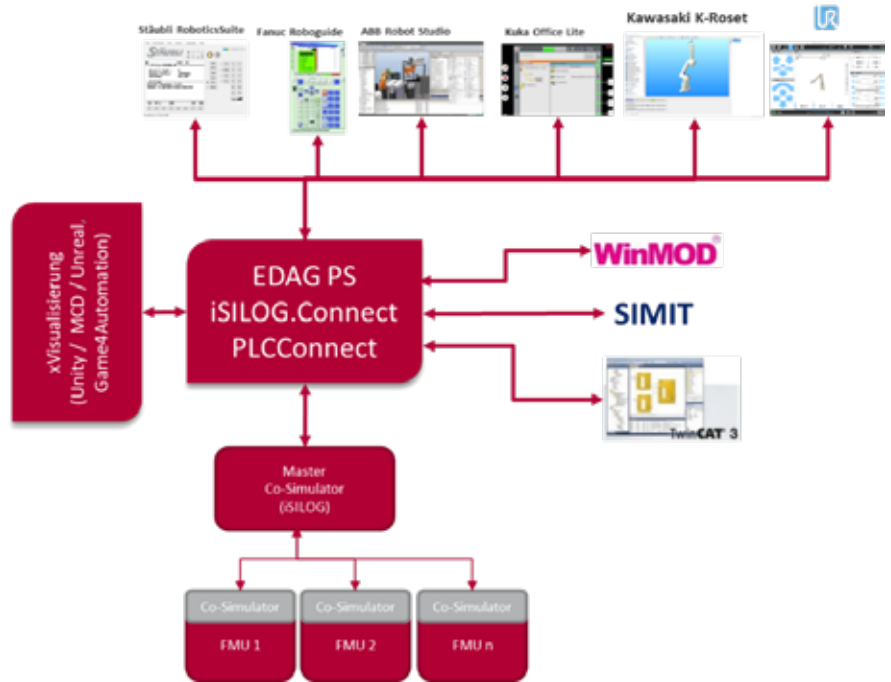 Stäubli RoboticsSuite
Fanuc Roboguide
ABB Robot Studio
Kuka Office Lite
Kawasaki K-Roset
UR
xVisualisierung
(Unity / MCD / Unreal,
Game4Automation)
EDAG PS
iSILOG.Connect
PLCConnect
WinMOD®
SIMIT
TwinCAT® 3
Master
Co-Simulator
(iSILOG)
Co-Simulator
FMU 1
Co-Simulator
FMU 2
Co-Simulator
FMU n